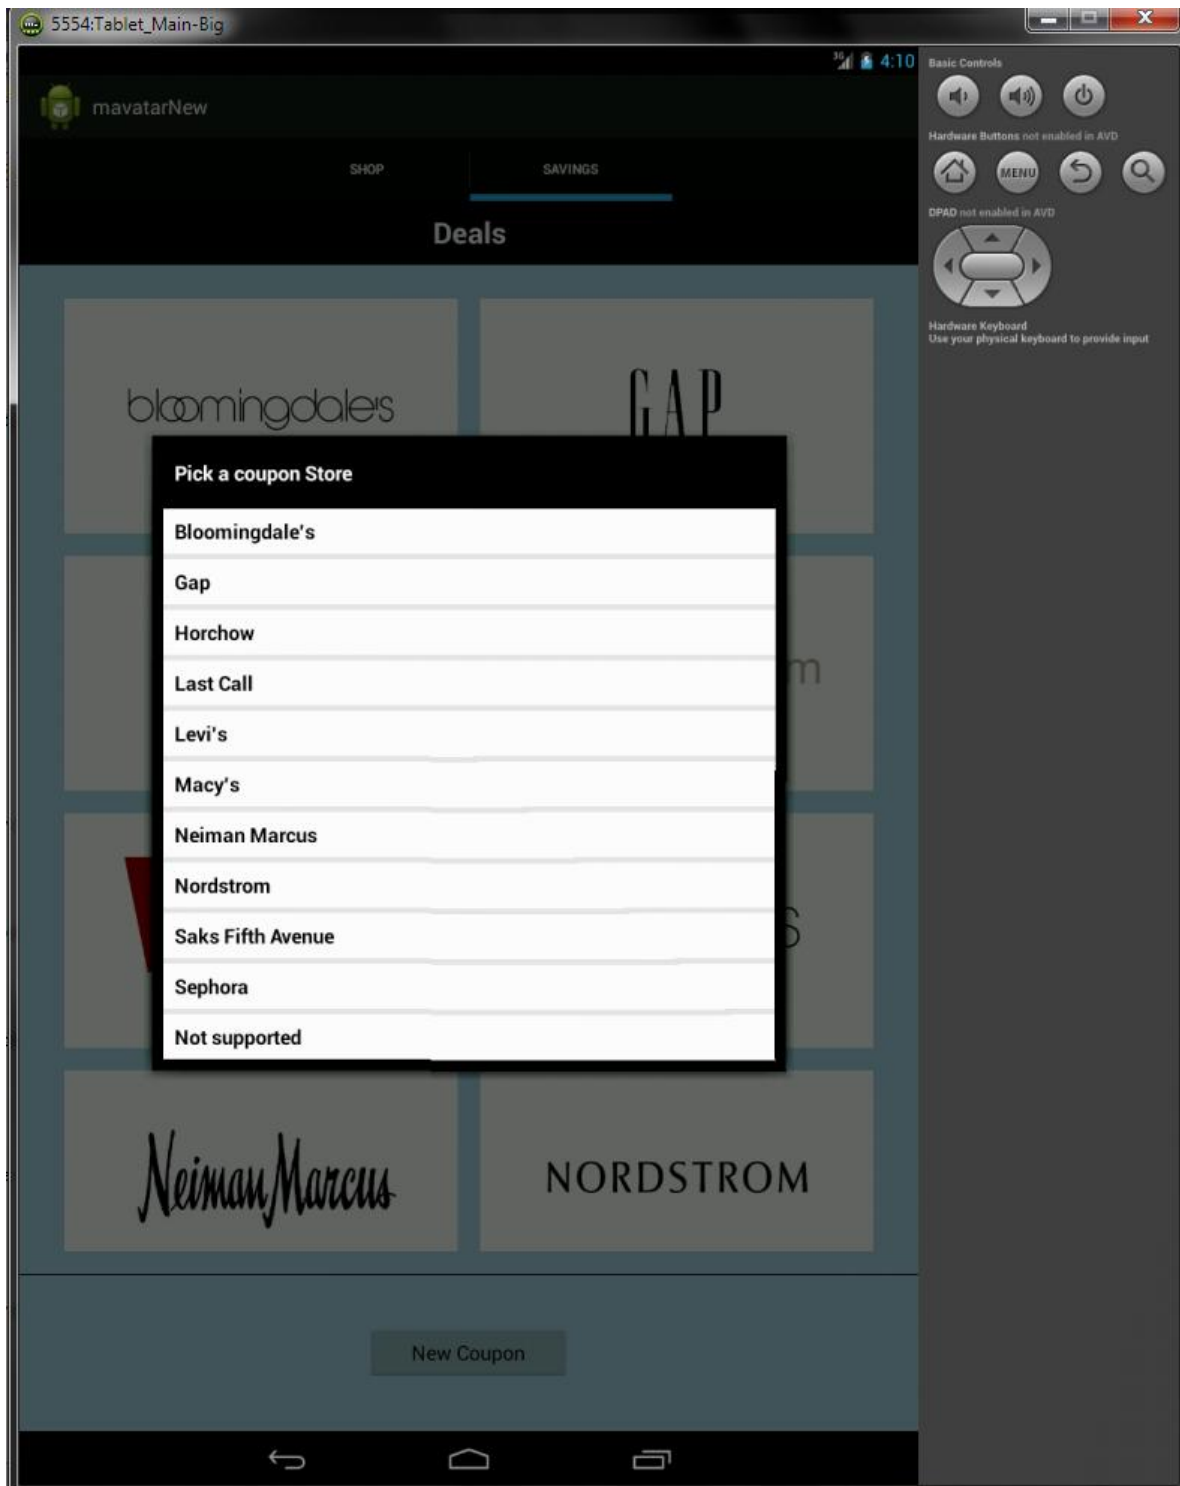 5554:Tablet_Main-Big
3G 4:10
mavatarNew
SHOP SAVINGS
Deals
bloomingdale's GAP
Pick a coupon Store
Bloomingdale's
Gap
Horchow
Last Call
m
Levi's
Macy's
Neiman Marcus
Nordstrom
Saks Fifth Avenue
s
Sephora
Not supported
Neiman Marcus NORDSTROM
New Coupon
Basic Controls
Hardware Buttons not enabled in AVD
MENU
DPAD not enabled in AVD
Hardware Keyboard
Use your physical keyboard to provide input